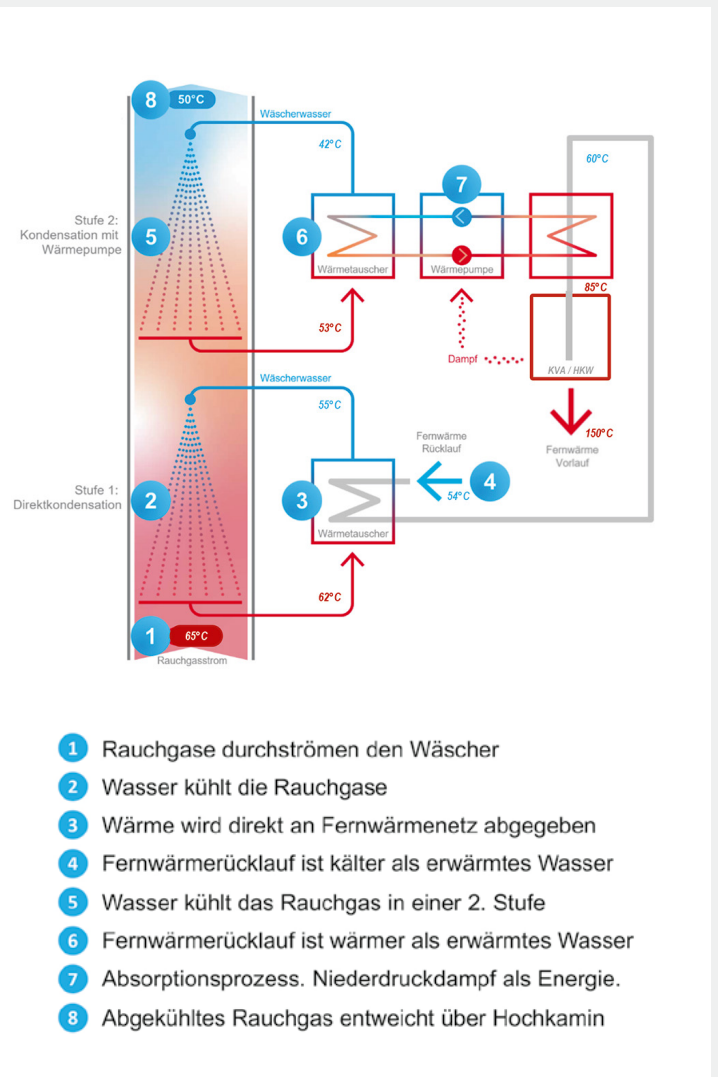 8
50°C
Wäscherwasser
42°C
60°C
7
Stufe 2:
Kondensation mit
Wärmepumpe
5
6
Wärmetauscher
Wärmepumpe
85°C
53°C
Dampf
KVA / HKW
Wäscherwasser
55°C
150°C
Fernwärme
Rücklauf
Fernwärme
Vorlauf
Stufe 1:
Direktkondensation
2
3
4
54°C
Wärmetauscher
62°C
1
65°C
Rauchgasstrom
1 Rauchgase durchströmen den Wäscher
2 Wasser kühlt die Rauchgase
3 Wärme wird direkt an Fernwärmenetz abgegeben
4 Fernwärmerücklauf ist kälter als erwärmtes Wasser
5 Wasser kühlt das Rauchgas in einer 2. Stufe
6 Fernwärmerücklauf ist wärmer als erwärmtes Wasser
7 Absorptionsprozess. Niederdruckdampf als Energie.
8 Abgekühltes Rauchgas entweicht über Hochkamin